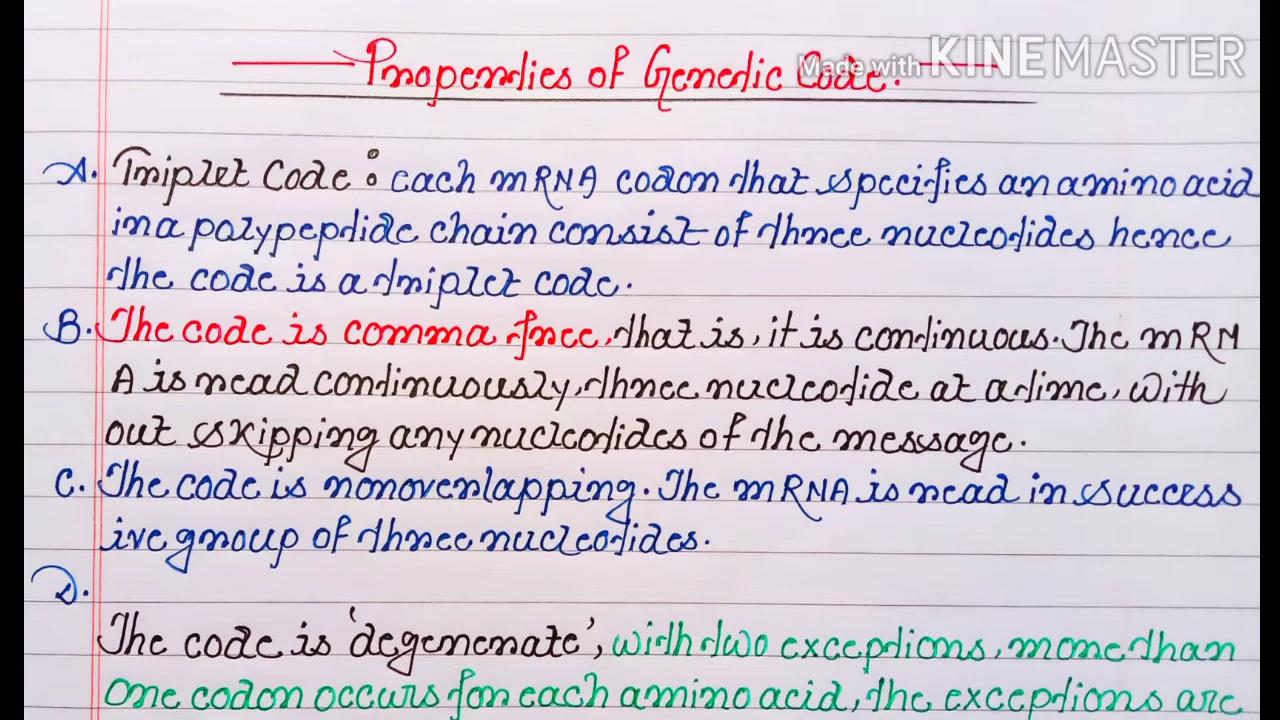 Properties of Genetic Code.
Made with KINEMASTER
A. Triplet Code : each mRNA codon that specifies an amino acid
in a polypeptide chain consist of three nucleotides hence
the code is a triplet code.
B. The code is comma free, that is, it is continuous. The mRN
A is read continuously, three nucleotide at a time, with
out skipping any nucleotides of the message.
C. The code is nonoverlapping. The mRNA is read in success
ive group of three nucleotides.
D.
The code is 'degenerate', with two exceptions, more than
one codon occurs for each amino acid, the exceptions are